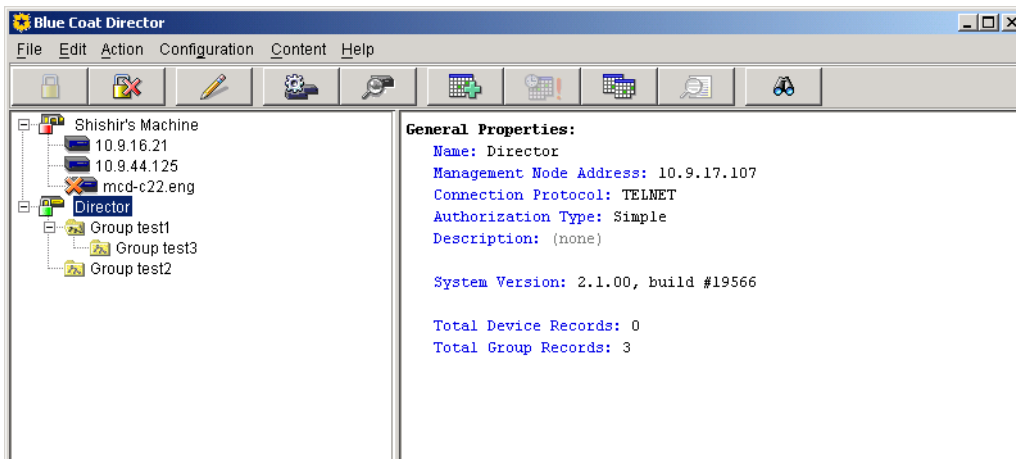 Blue Coat Director
File Edit Action Configuration Content Help
Shishir's Machine
10.9.16.21
10.9.44.125
mcd-c22.eng
Director
Group test1
Group test3
Group test2
General Properties:
Name: Director
Management Node Address: 10.9.17.107
Connection Protocol: TELNET
Authorization Type: Simple
Description: (none)
System Version: 2.1.00, build #19566
Total Device Records: 0
Total Group Records: 3